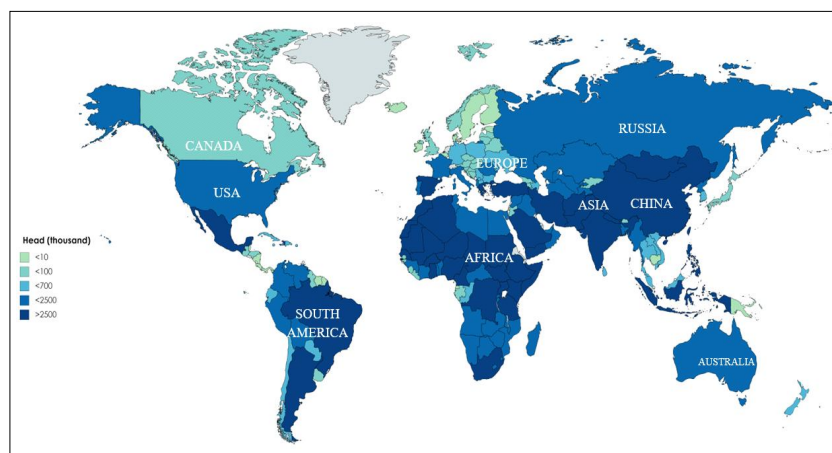 CANADA
RUSSIA
EUROPE
USA
ASIA
CHINA
AFRICA
Head (thousand)
<10
<100
<700
<2500
>2500
SOUTH
AMERICA
AUSTRALIA